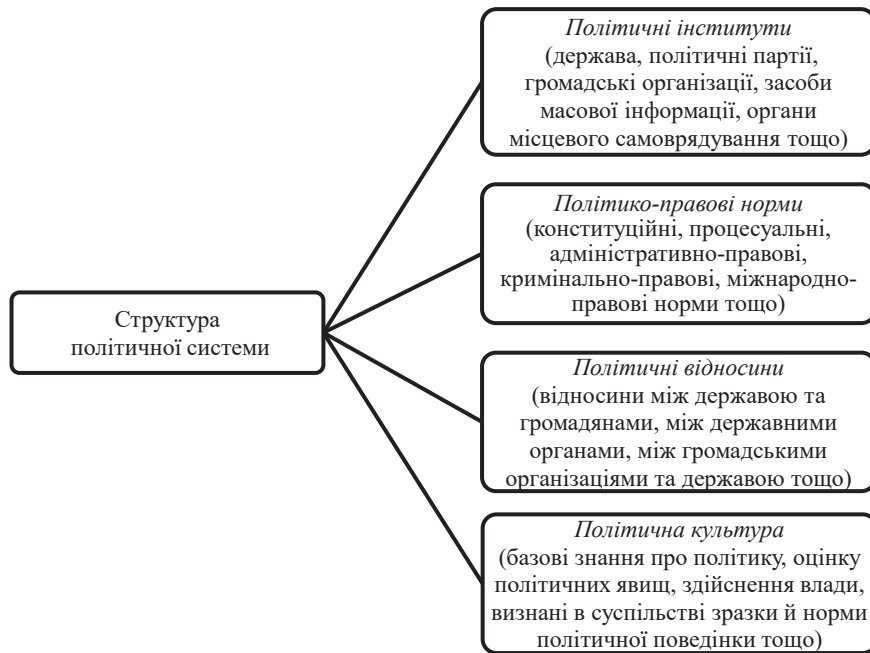 Політичні інститути
(держава, політичні партії,
громадські організації, засоби
масової інформації, органи
місцевого самоврядування тощо)
Політико-правові норми
(конституційні, процесуальні,
адміністративно-правові,
кримінально-правові, міжнародно-
правові норми тощо)
Структура
політичної системи
Політичні відносини
(відносини між державою та
громадянами, між державними
органами, між громадськими
організаціями та державою тощо)
Політична культура
(базові знання про політику, оцінку
політичних явищ, здійснення влади,
визнані в суспільстві зразки й норми
політичної поведінки тощо)